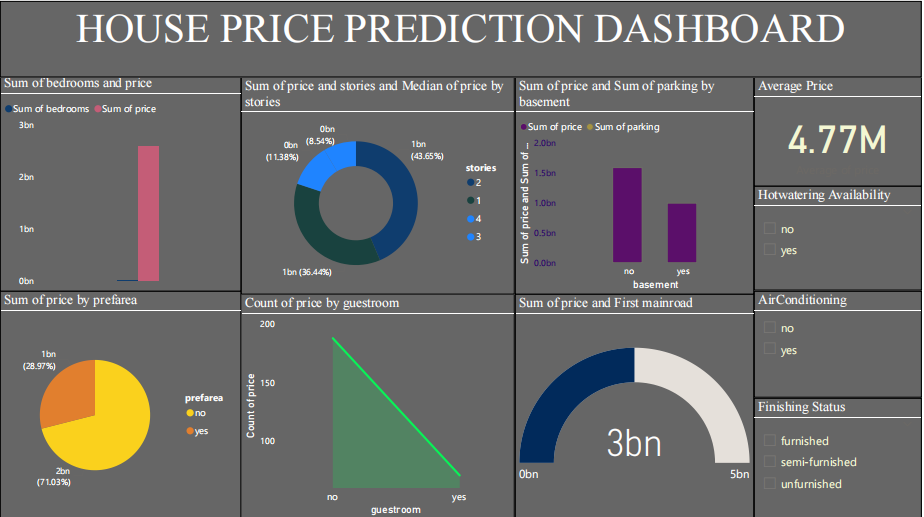 HOUSE PRICE PREDICTION DASHBOARD
Sum of bedrooms and price
Sum of bedrooms Sum of price
3bn
2bn
1bn
0bn
Sum of price and stories and Median of price by
stories
0bn
(8.54%)
0bn
(11.38%)
1bn
(43.65%)
1bn (36.44%)
stories
2
1
4
3
Sum of price and Sum of parking by
basement
Sum of price Sum of parking
Sum of price and Sum of ...
2.0bn
1.5bn
1.0bn
0.5bn
0.0bn
no yes
basement
Average Price
4.77M
Hotwatering Availability
no
yes
Sum of price by prefarea
1bn
(28.97%)
2bn
(71.03%)
prefarea
no
yes
Count of price by guestroom
Count of price
200
150
100
no yes
guestroom
Sum of price and First mainroad
3bn
0bn 5bn
AirConditioning
no
yes
Finishing Status
furnished
semi-furnished
unfurnished